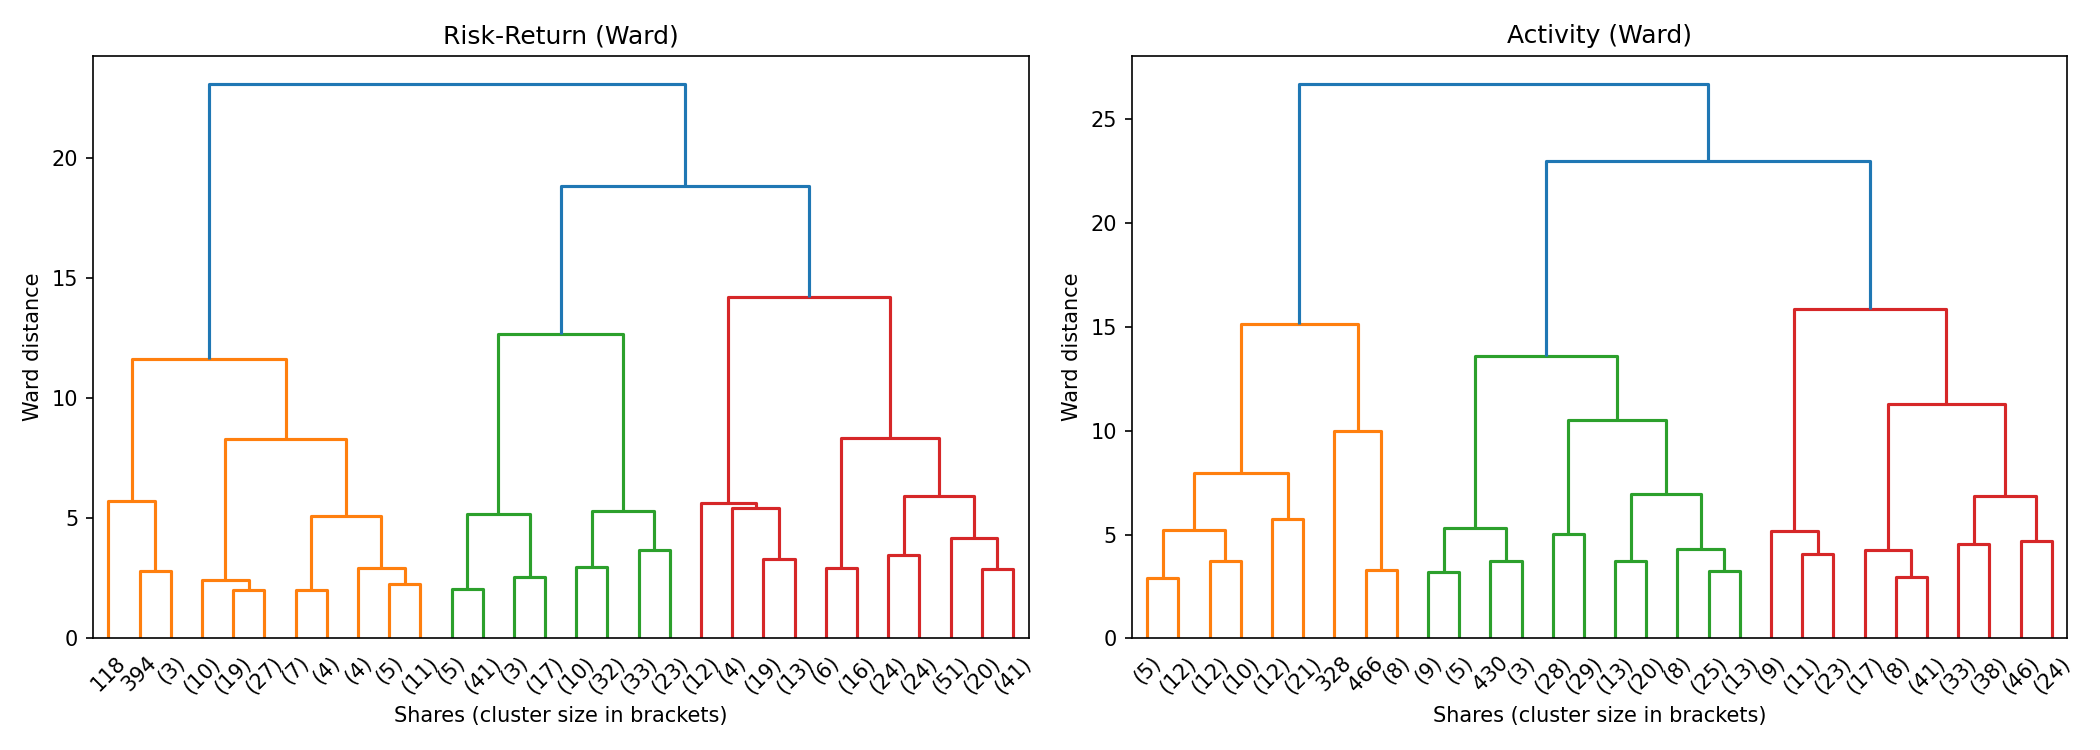 Risk-Return (Ward)
Ward distance
20
15
10
5
0
118 394 (3) (10) (19) (27) (7) (4) (4) (5) (11) (5) (41) (3) (17) (10) (32) (33) (23) (12) (4) (19) (13) (6) (16) (24) (24) (51) (20) (41)
Shares (cluster size in brackets)
Activity (Ward)
Ward distance
25
20
15
10
5
0
(5) (12) (12) (10) (12) (21) 328 466 (8) (9) (5) 430 (3) (28) (29) (13) (20) (8) (25) (13) (9) (11) (23) (17) (8) (41) (33) (38) (46) (24)
Shares (cluster size in brackets)